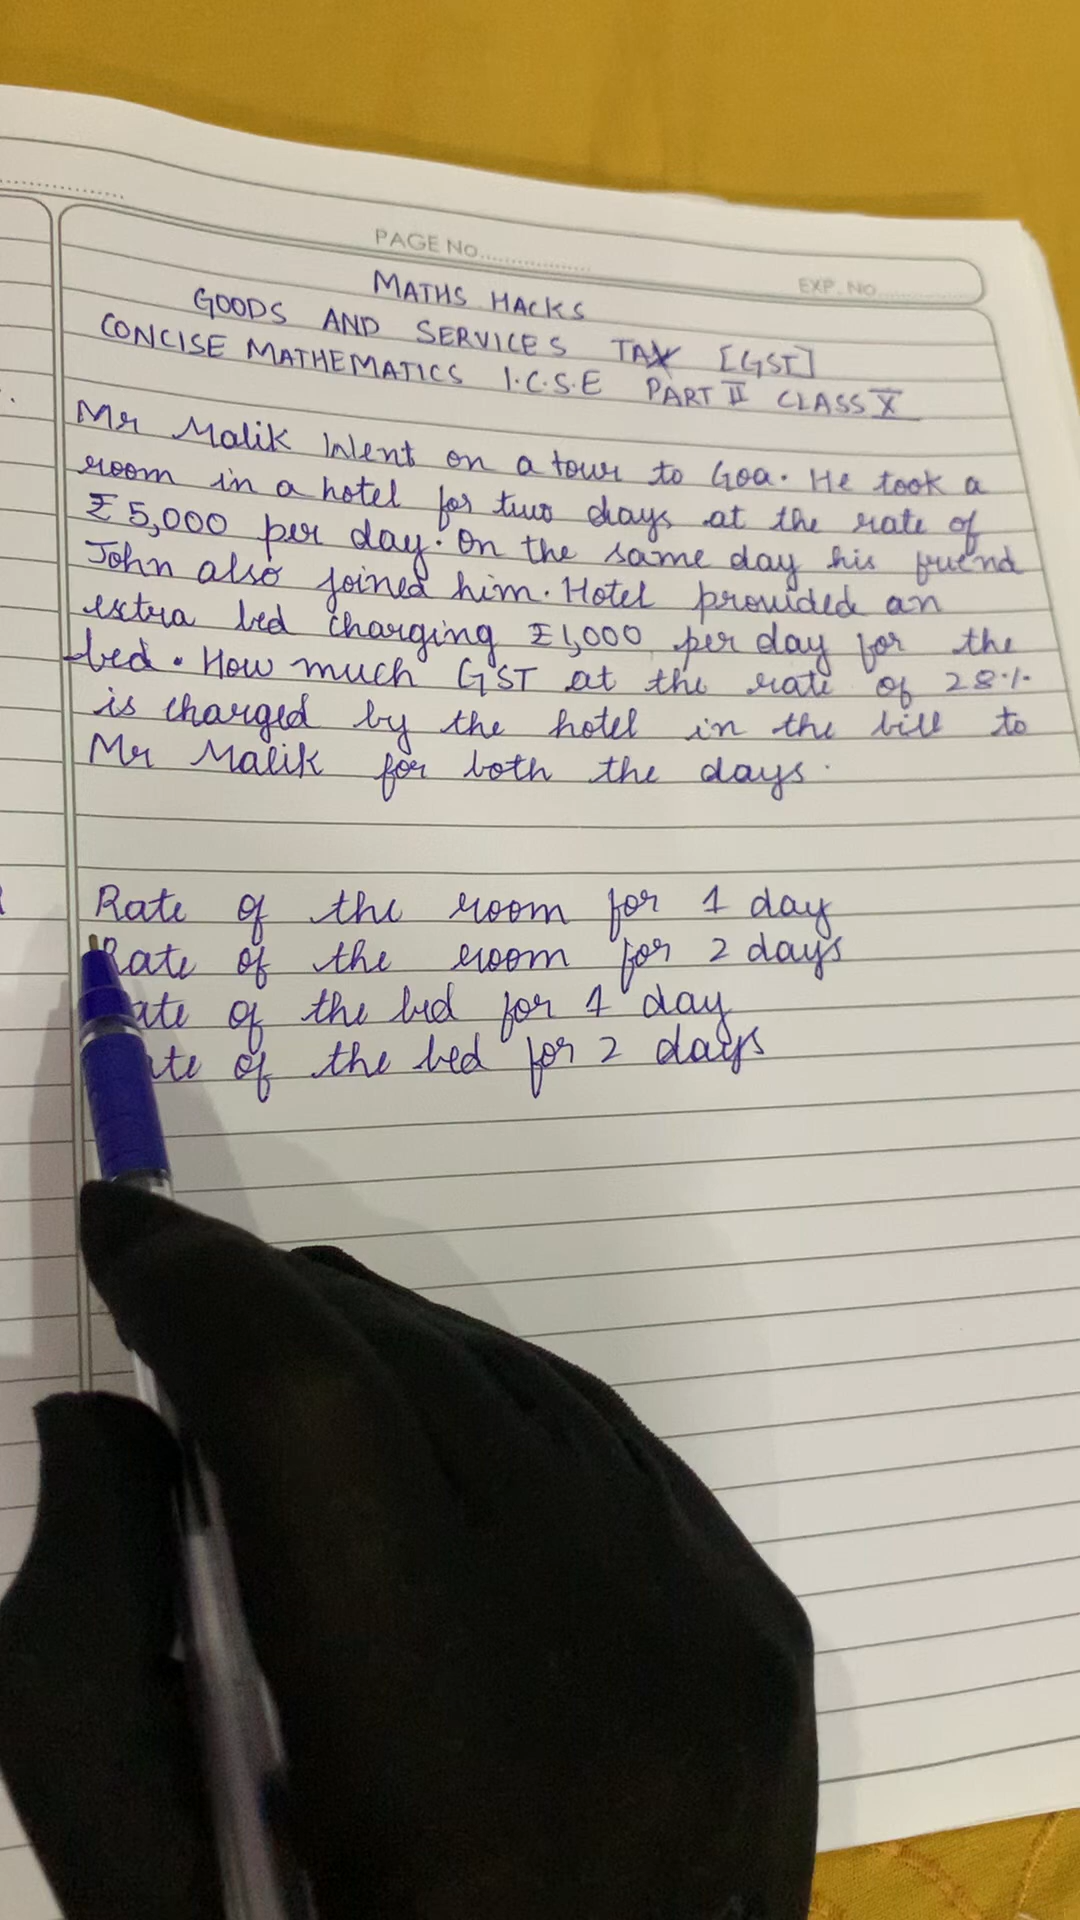 PAGE No.
EXP. No.
MATHS HACKS
GOODS AND SERVICES TAX [GST]
CONCISE MATHEMATICS I.C.S.E PART II CLASS X
Mr Malik Went on a tour to Goa. He took a
room in a hotel for two days at the rate of
₹5,000 per day. On the same day his friend
John also joined him. Hotel provided an
extra bed charging ₹1,000 per day for the
bed. How much GST at the rate of 28%
is charged by the hotel in the bill to
Mr Malik for both the days.
Rate of the room for 1 day
Rate of the room for 2 days
ate of the bed for 1 day
te of the bed for 2 days